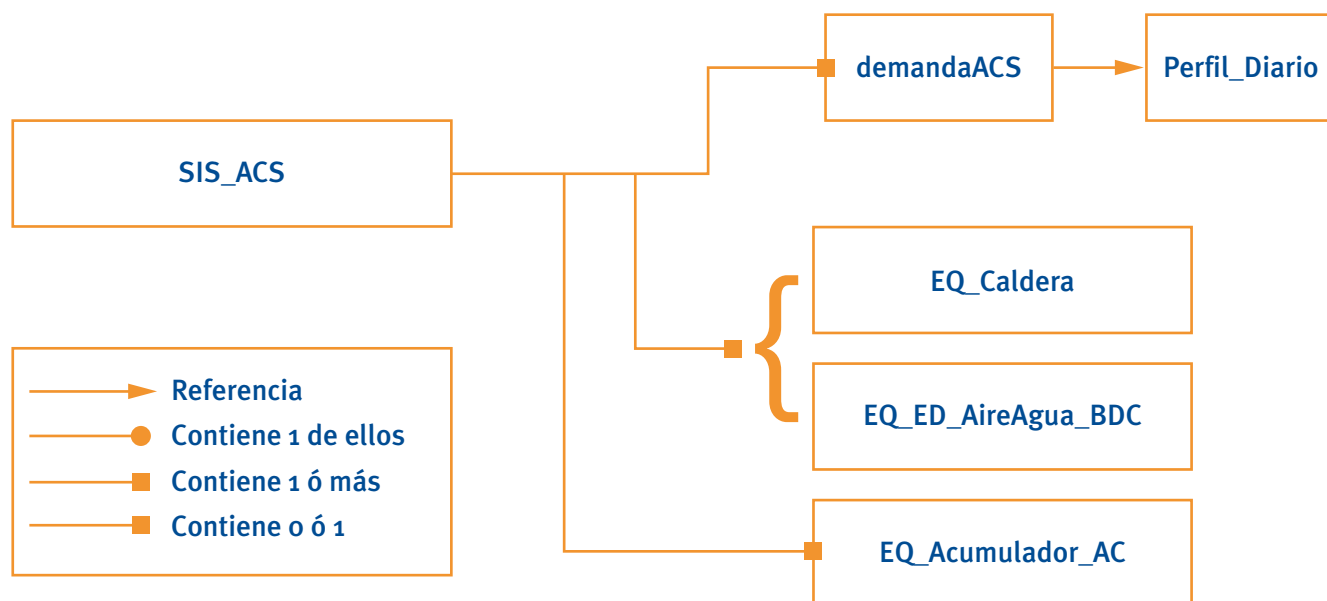 demandaACS
Perfil_Diario
SIS_ACS
EQ_Caldera
Referencia
Contiene 1 de ellos
Contiene 1 ó más
Contiene 0 ó 1
EQ_ED_AireAgua_BDC
EQ_Acumulador_AC